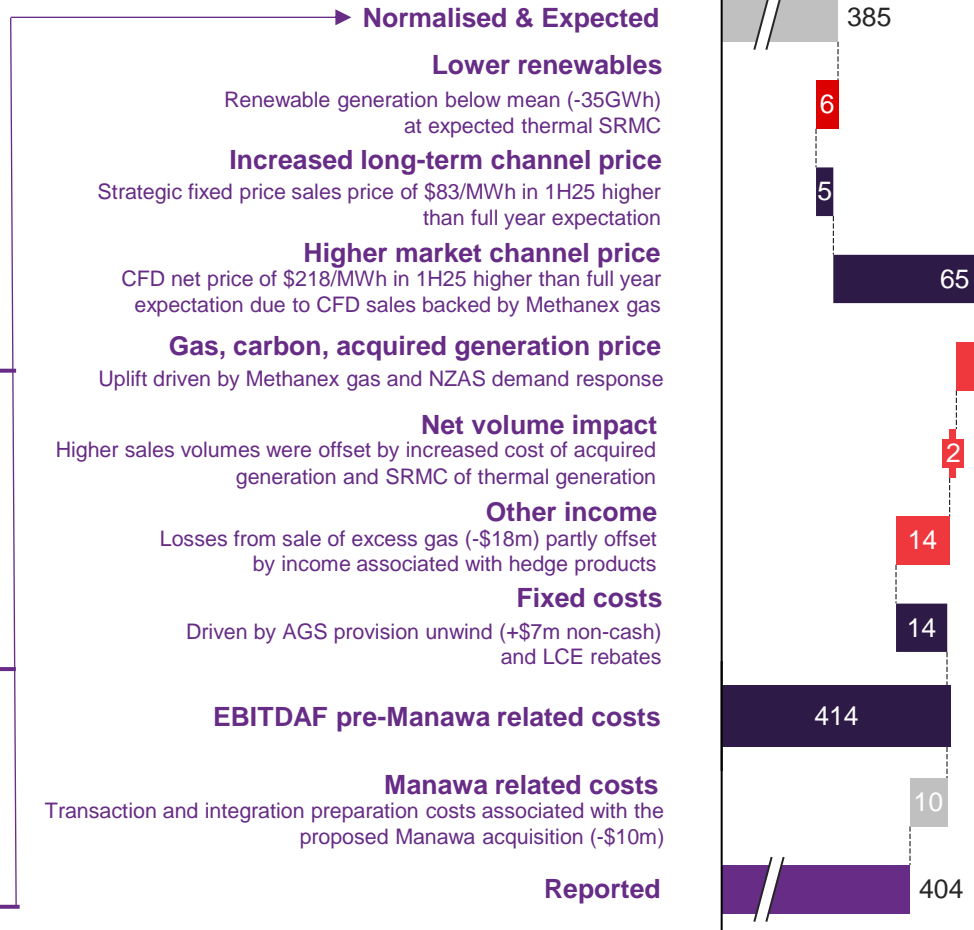 Normalised & Expected
385
Lower renewables
Renewable generation below mean (-35GWh)
at expected thermal SRMC
6
Increased long-term channel price
Strategic fixed price sales price of $83/MWh in 1H25 higher
than full year expectation
5
Higher market channel price
CFD net price of $218/MWh in 1H25 higher than full year
expectation due to CFD sales backed by Methanex gas
65
Gas, carbon, acquired generation price
Uplift driven by Methanex gas and NZAS demand response
Net volume impact
Higher sales volumes were offset by increased cost of acquired
generation and SRMC of thermal generation
2
Other income
Losses from sale of excess gas (-$18m) partly offset
by income associated with hedge products
14
Fixed costs
Driven by AGS provision unwind (+$7m non-cash)
and LCE rebates
14
EBITDAF pre-Manawa related costs
414
Manawa related costs
Transaction and integration preparation costs associated with the
proposed Manawa acquisition (-$10m)
10
Reported
404